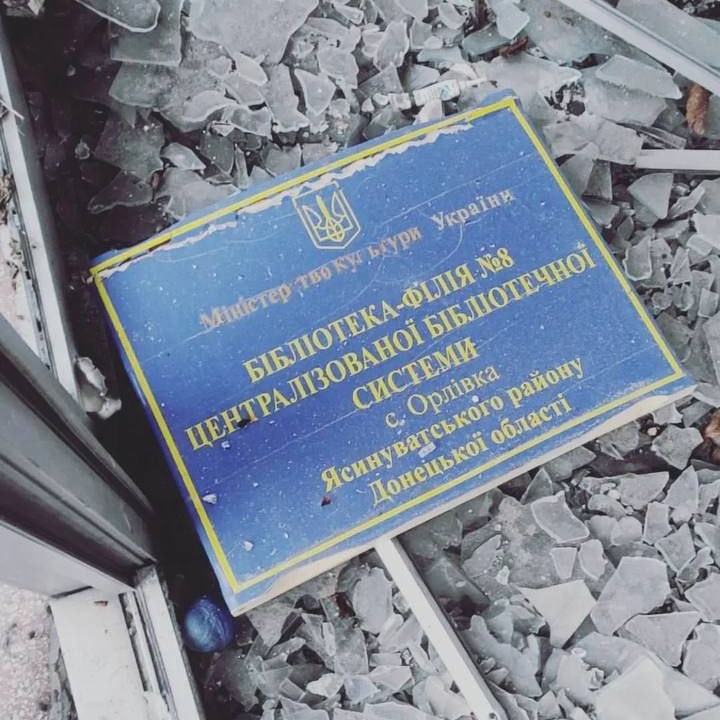 Міністерство культури України
БІБЛІОТЕКА-ФІЛІЯ №8
ЦЕНТРАЛІЗОВАНОЇ БІБЛІОТЕЧНОЇ
СИСТЕМИ
с. Орлівка
Ясинуватського району
Донецької області